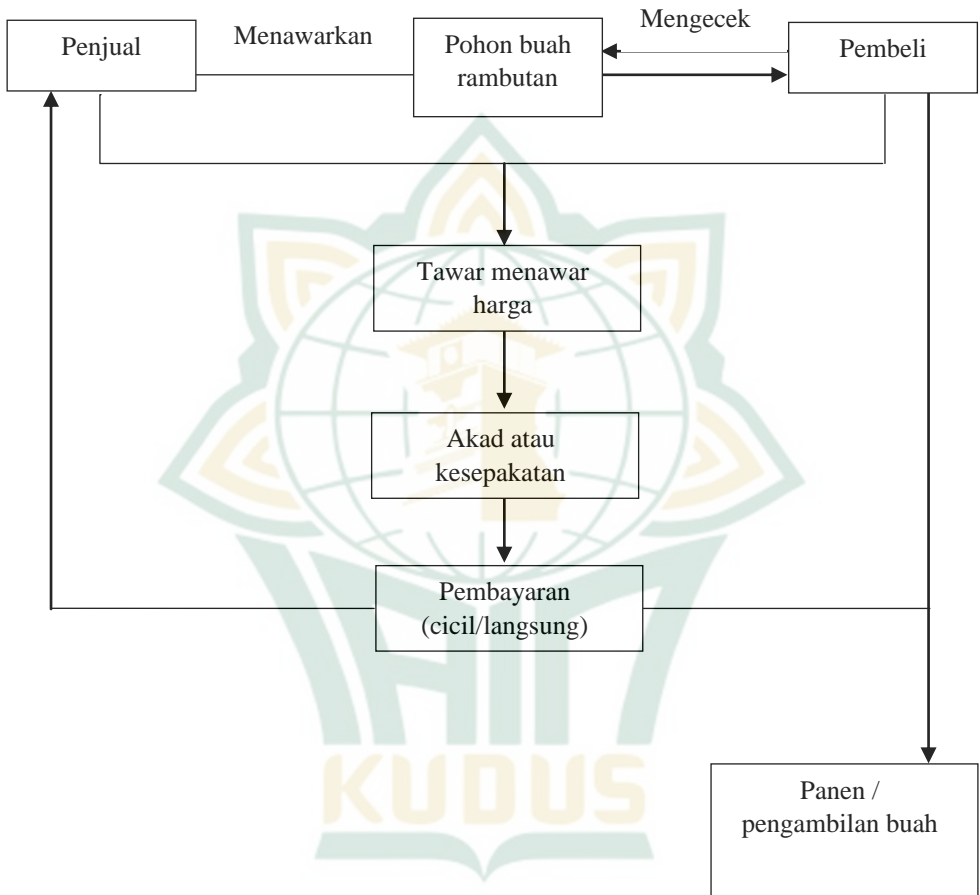 Penjual
Menawarkan
Pohon buah
rambutan
Mengecek
Pembeli
Tawar menawar
harga
Akad atau
kesepakatan
Pembayaran
(cicil/langsung)
IAIN
KUDUS
Panen /
pengambilan buah